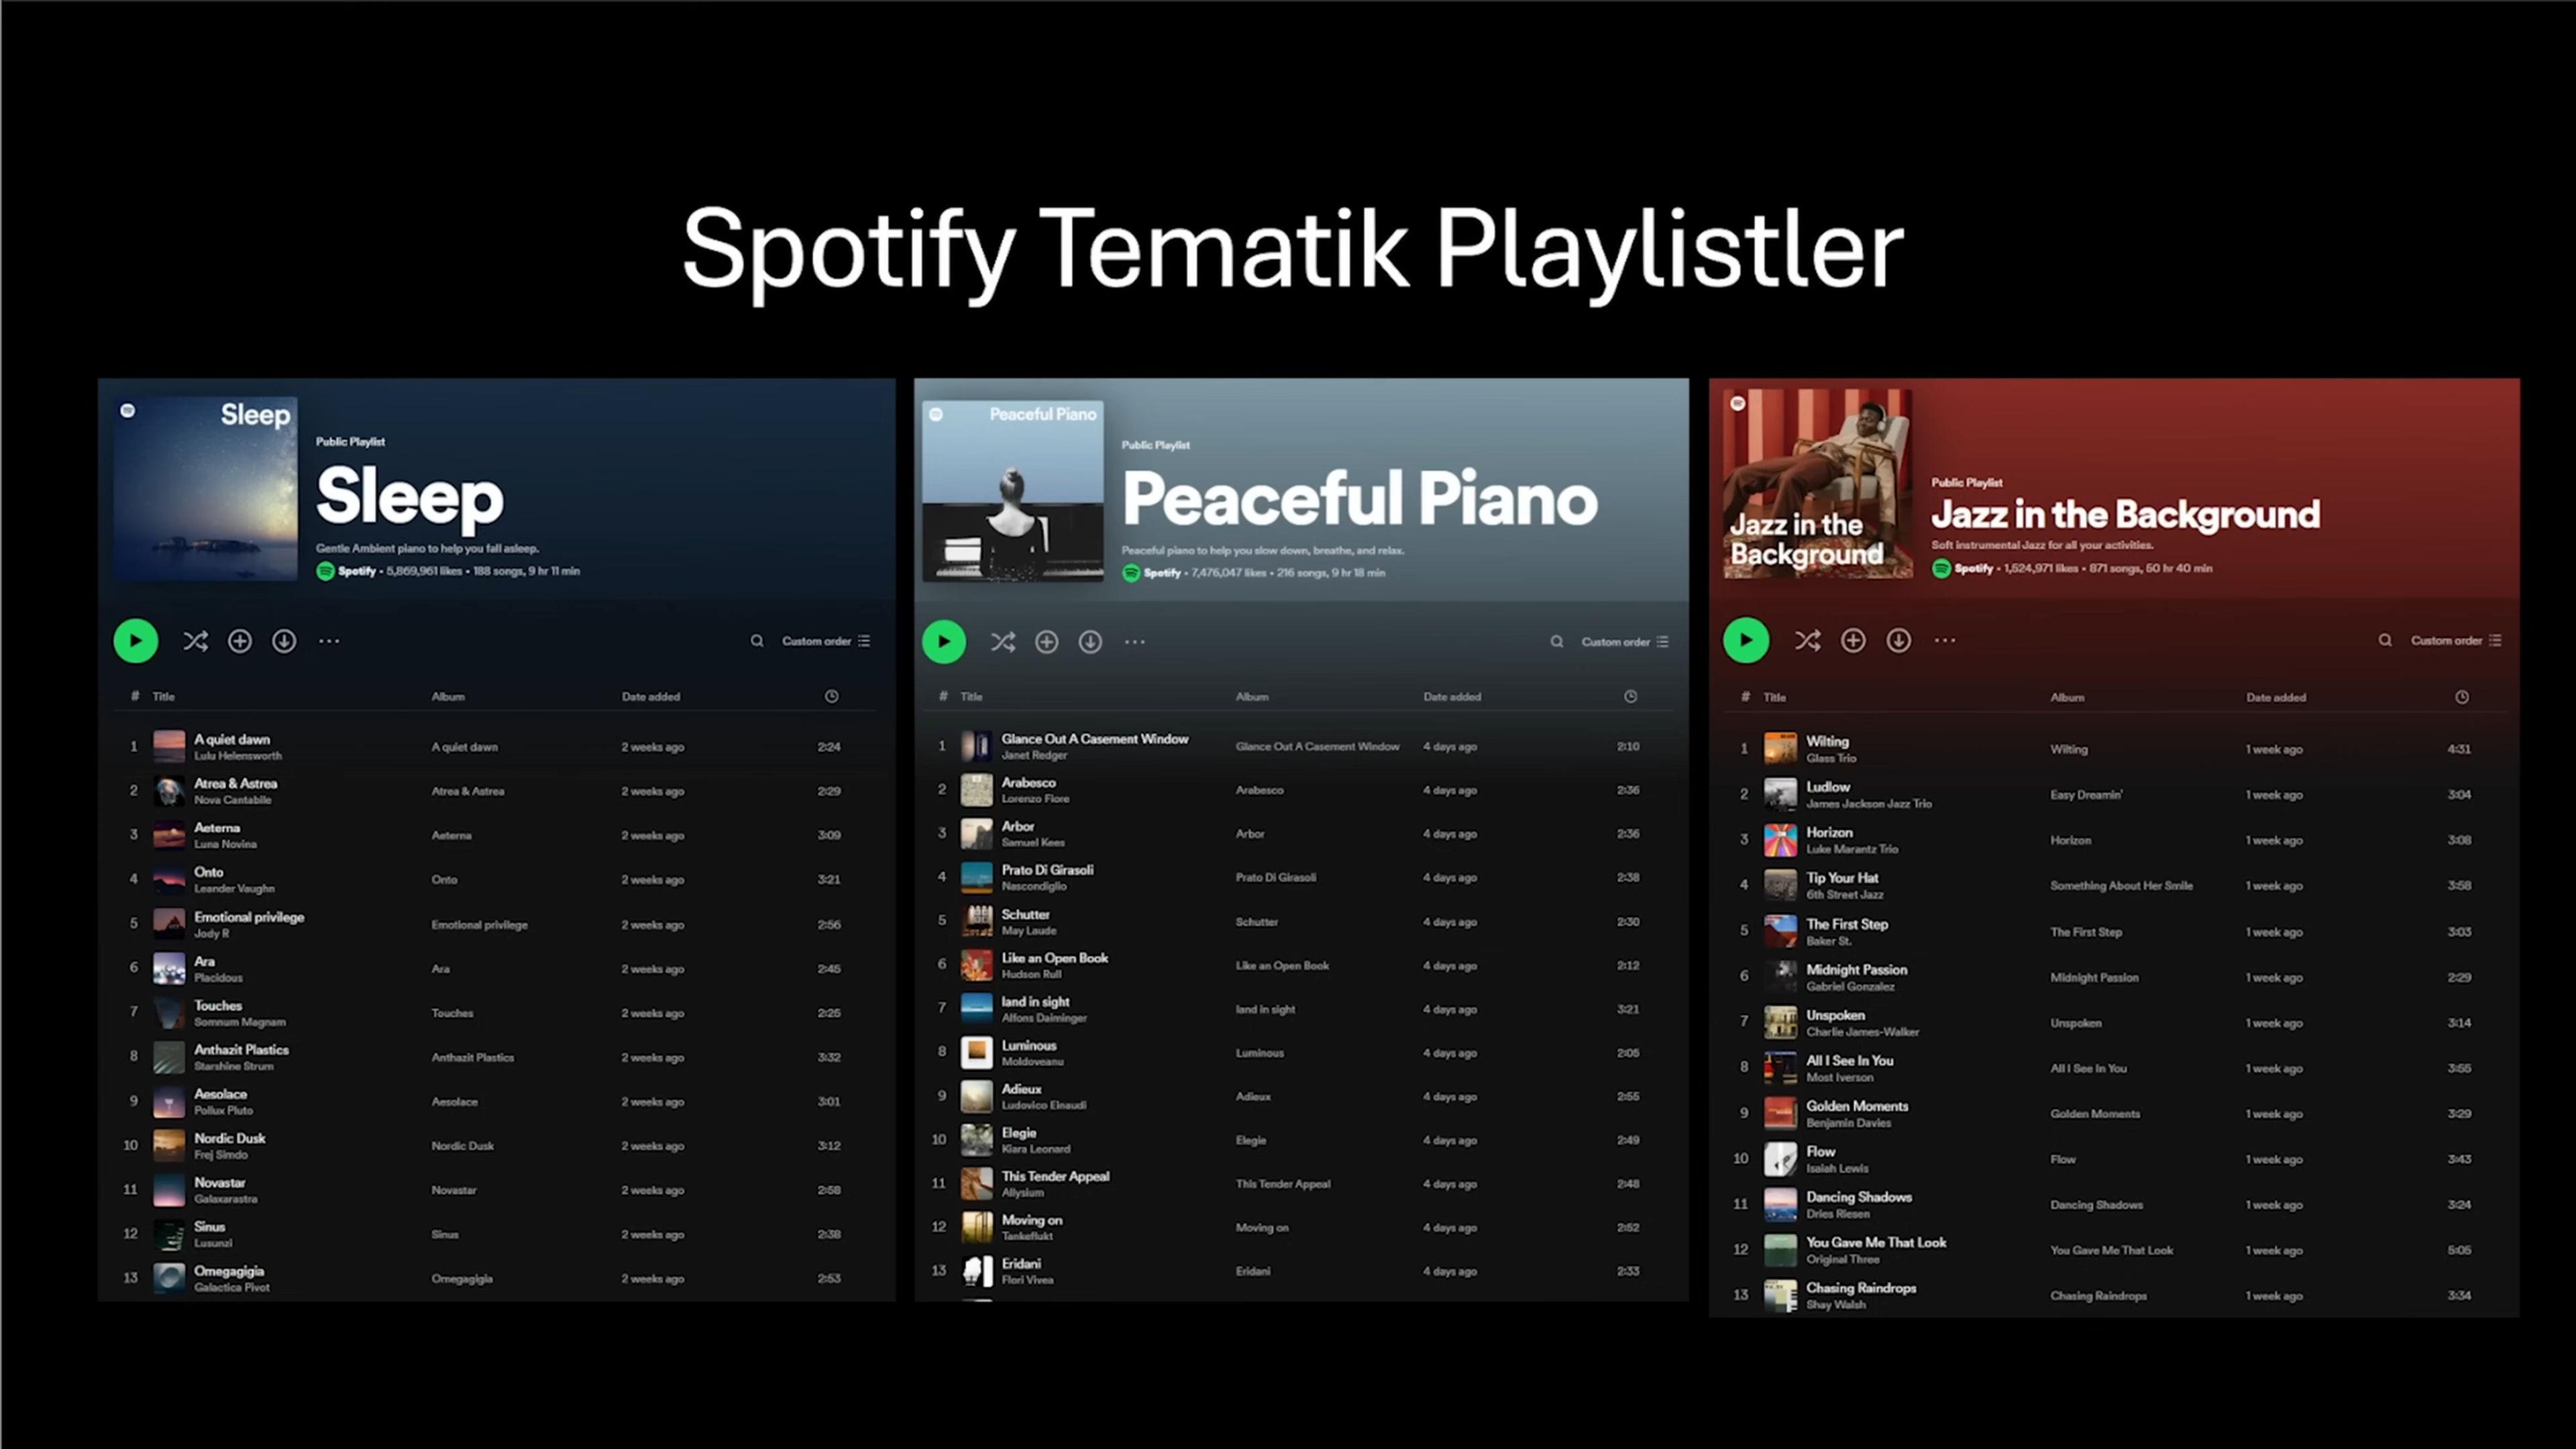 Spotify Tematik Playlistler
Sleep
Public Playlist
Sleep
Gentle Ambient piano to help you fall asleep.
Spotify • 5,869,961 likes • 188 songs, 9 hr 11 min
Custom order
# Title Album Date added
1 A quiet dawn A quiet dawn 2 weeks ago 2:24
Lulu Helensworth
2 Atrea & Astrea Atrea & Astrea 2 weeks ago 2:29
Nova Cantabile
3 Aeterna Aeterna 2 weeks ago 3:09
Luna Novina
4 Onto Onto 2 weeks ago 3:21
Leander Vaughn
5 Emotional privilege Emotional privilege 2 weeks ago 2:56
Jody R
6 Ara Ara 2 weeks ago 2:45
Placidous
7 Touches Touches 2 weeks ago 2:25
Somnum Magnam
8 Anthazit Plastics Anthazit Plastics 2 weeks ago 3:32
Starshine Strum
9 Aesolace Aesolace 2 weeks ago 3:01
Pollux Pluto
10 Nordic Dusk Nordic Dusk 2 weeks ago 3:12
Frej Simdo
11 Novastar Novastar 2 weeks ago 2:58
Galaxarastra
12 Sinus Sinus 2 weeks ago 2:38
Lusunzi
13 Omegagigia Omegagigia 2 weeks ago 2:53
Galactica Pivot
Peaceful Piano
Public Playlist
Peaceful Piano
Peaceful piano to help you slow down, breathe, and relax.
Spotify • 7,476,047 likes • 216 songs, 9 hr 18 min
Custom order
# Title Album Date added
1 Glance Out A Casement Window Glance Out A Casement Window 4 days ago 2:10
Janet Redger
2 Arabesco Arabesco 4 days ago 2:36
Lorenzo Fiore
3 Arbor Arbor 4 days ago 2:36
Samuel Kees
4 Prato Di Girasoli Prato Di Girasoli 4 days ago 2:38
Nascondiglio
5 Schutter Schutter 4 days ago 2:30
May Laude
6 Like an Open Book Like an Open Book 4 days ago 2:12
Hudson Rull
7 land in sight land in sight 4 days ago 3:21
Alfons Daiminger
8 Luminous Luminous 4 days ago 2:05
Moldoveanu
9 Adieux Adieux 4 days ago 2:55
Ludovico Einaudi
10 Elegie Elegie 4 days ago 2:49
Kiara Leonard
11 This Tender Appeal This Tender Appeal 4 days ago 2:48
Allysium
12 Moving on Moving on 4 days ago 2:52
Tankeflukt
13 Eridani Eridani 4 days ago 2:33
Flori Vivea
Jazz in the
Background
Public Playlist
Jazz in the Background
Soft instrumental Jazz for all your activities.
Spotify • 1,524,971 likes • 871 songs, 50 hr 40 min
Custom order
# Title Album Date added
1 Wilting Wilting 1 week ago 4:31
Glass Trio
2 Ludlow Easy Dreamin' 1 week ago 3:04
James Jackson Jazz Trio
3 Horizon Horizon 1 week ago 3:08
Luke Marantz Trio
4 Tip Your Hat Something About Her Smile 1 week ago 3:58
6th Street Jazz
5 The First Step The First Step 1 week ago 3:03
Baker St.
6 Midnight Passion Midnight Passion 1 week ago 2:29
Gabriel Gonzalez
7 Unspoken Unspoken 1 week ago 3:14
Charlie James-Walker
8 All I See In You All I See In You 1 week ago 3:55
Most Iverson
9 Golden Moments Golden Moments 1 week ago 3:29
Benjamin Davies
10 Flow Flow 1 week ago 3:43
Isaiah Lewis
11 Dancing Shadows Dancing Shadows 1 week ago 3:24
Dries Riesen
12 You Gave Me That Look You Gave Me That Look 1 week ago 5:05
Original Three
13 Chasing Raindrops Chasing Raindrops 1 week ago 3:34
Shay Walsh